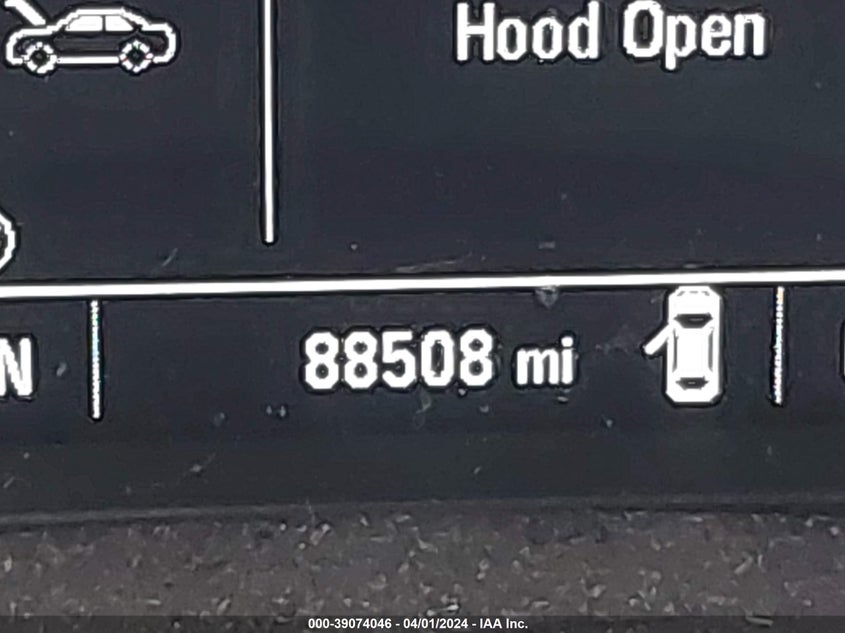 Hood Open
N
88508 mi
000-39074046 - 04/01/2024 - IAA Inc.